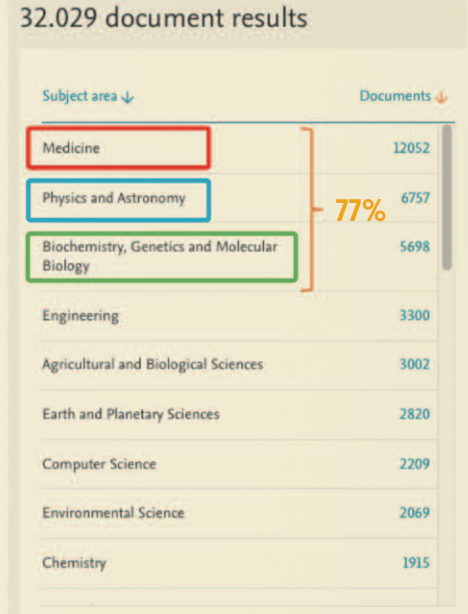 32.029 document results
Subject area ↓ Documents ↓
Medicine 12052
Physics and Astronomy 6757
77%
Biochemistry, Genetics and Molecular 5698
Biology
Engineering 3300
Agricultural and Biological Sciences 3002
Earth and Planetary Sciences 2820
Computer Science 2209
Environmental Science 2069
Chemistry 1915